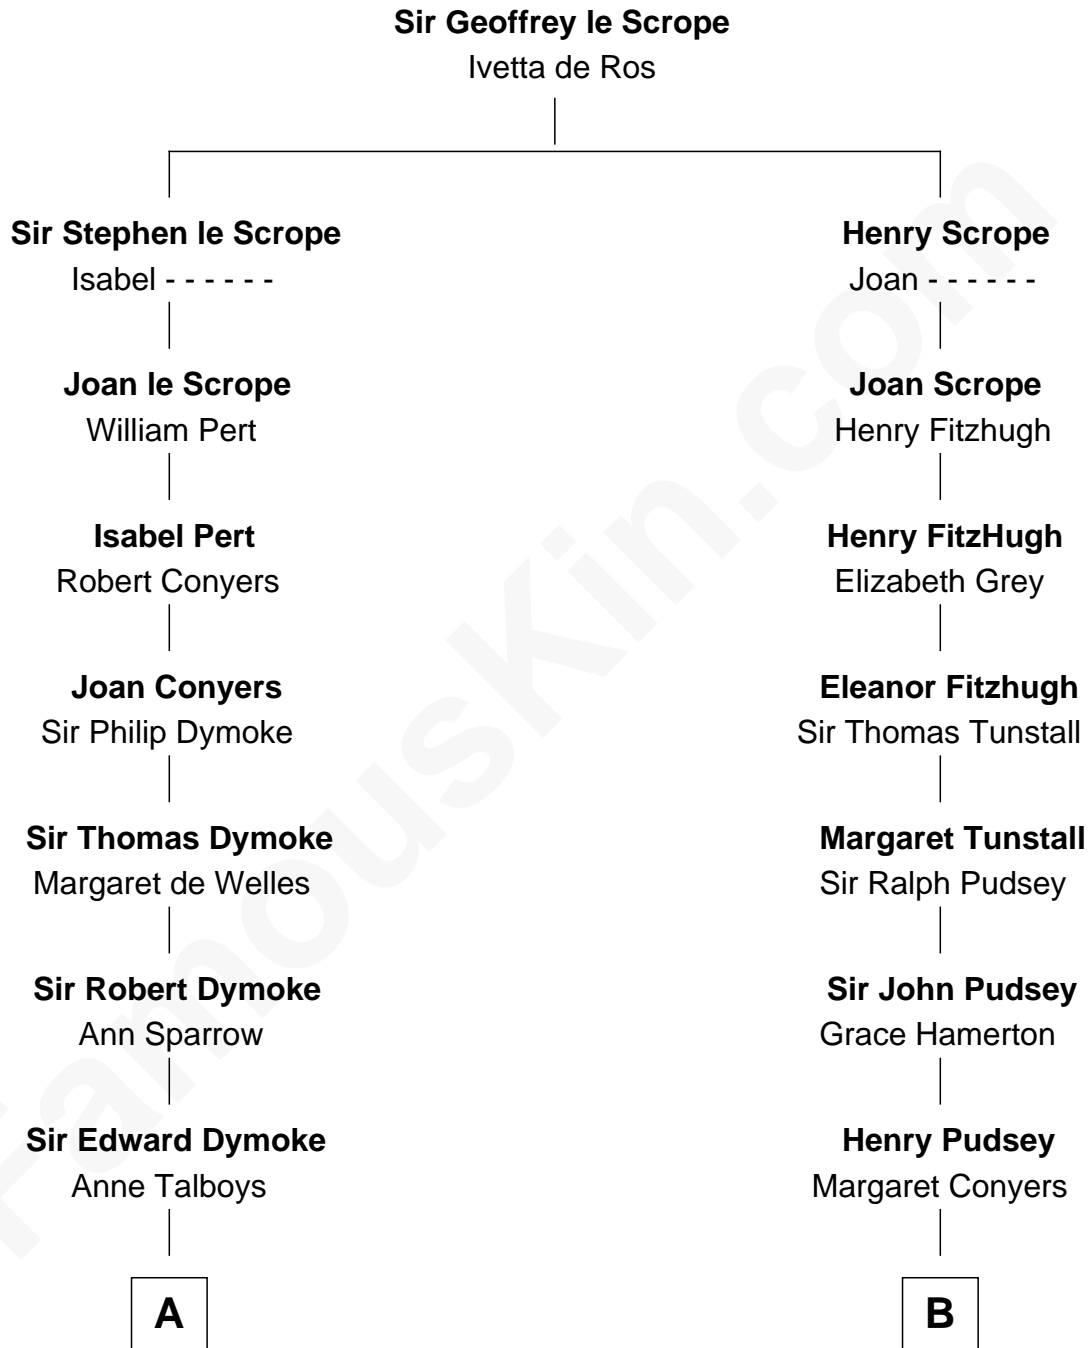 Sir Geoffrey le Scrope
Ivetta de Ros
Sir Stephen le Scrope
Isabel - - - - - -
Henry Scrope
Joan - - - - - -
Joan le Scrope
William Pert
Joan Scrope
Henry Fitzhugh
Isabel Pert
Robert Conyers
Henry FitzHugh
Elizabeth Grey
Joan Conyers
Sir Philip Dymoke
Eleanor Fitzhugh
Sir Thomas Tunstall
Sir Thomas Dymoke
Margaret de Welles
Margaret Tunstall
Sir Ralph Pudsey
Sir Robert Dymoke
Ann Sparrow
Sir John Pudsey
Grace Hamerton
Sir Edward Dymoke
Anne Talboys
Henry Pudsey
Margaret Conyers
A
B
FamousKin.com